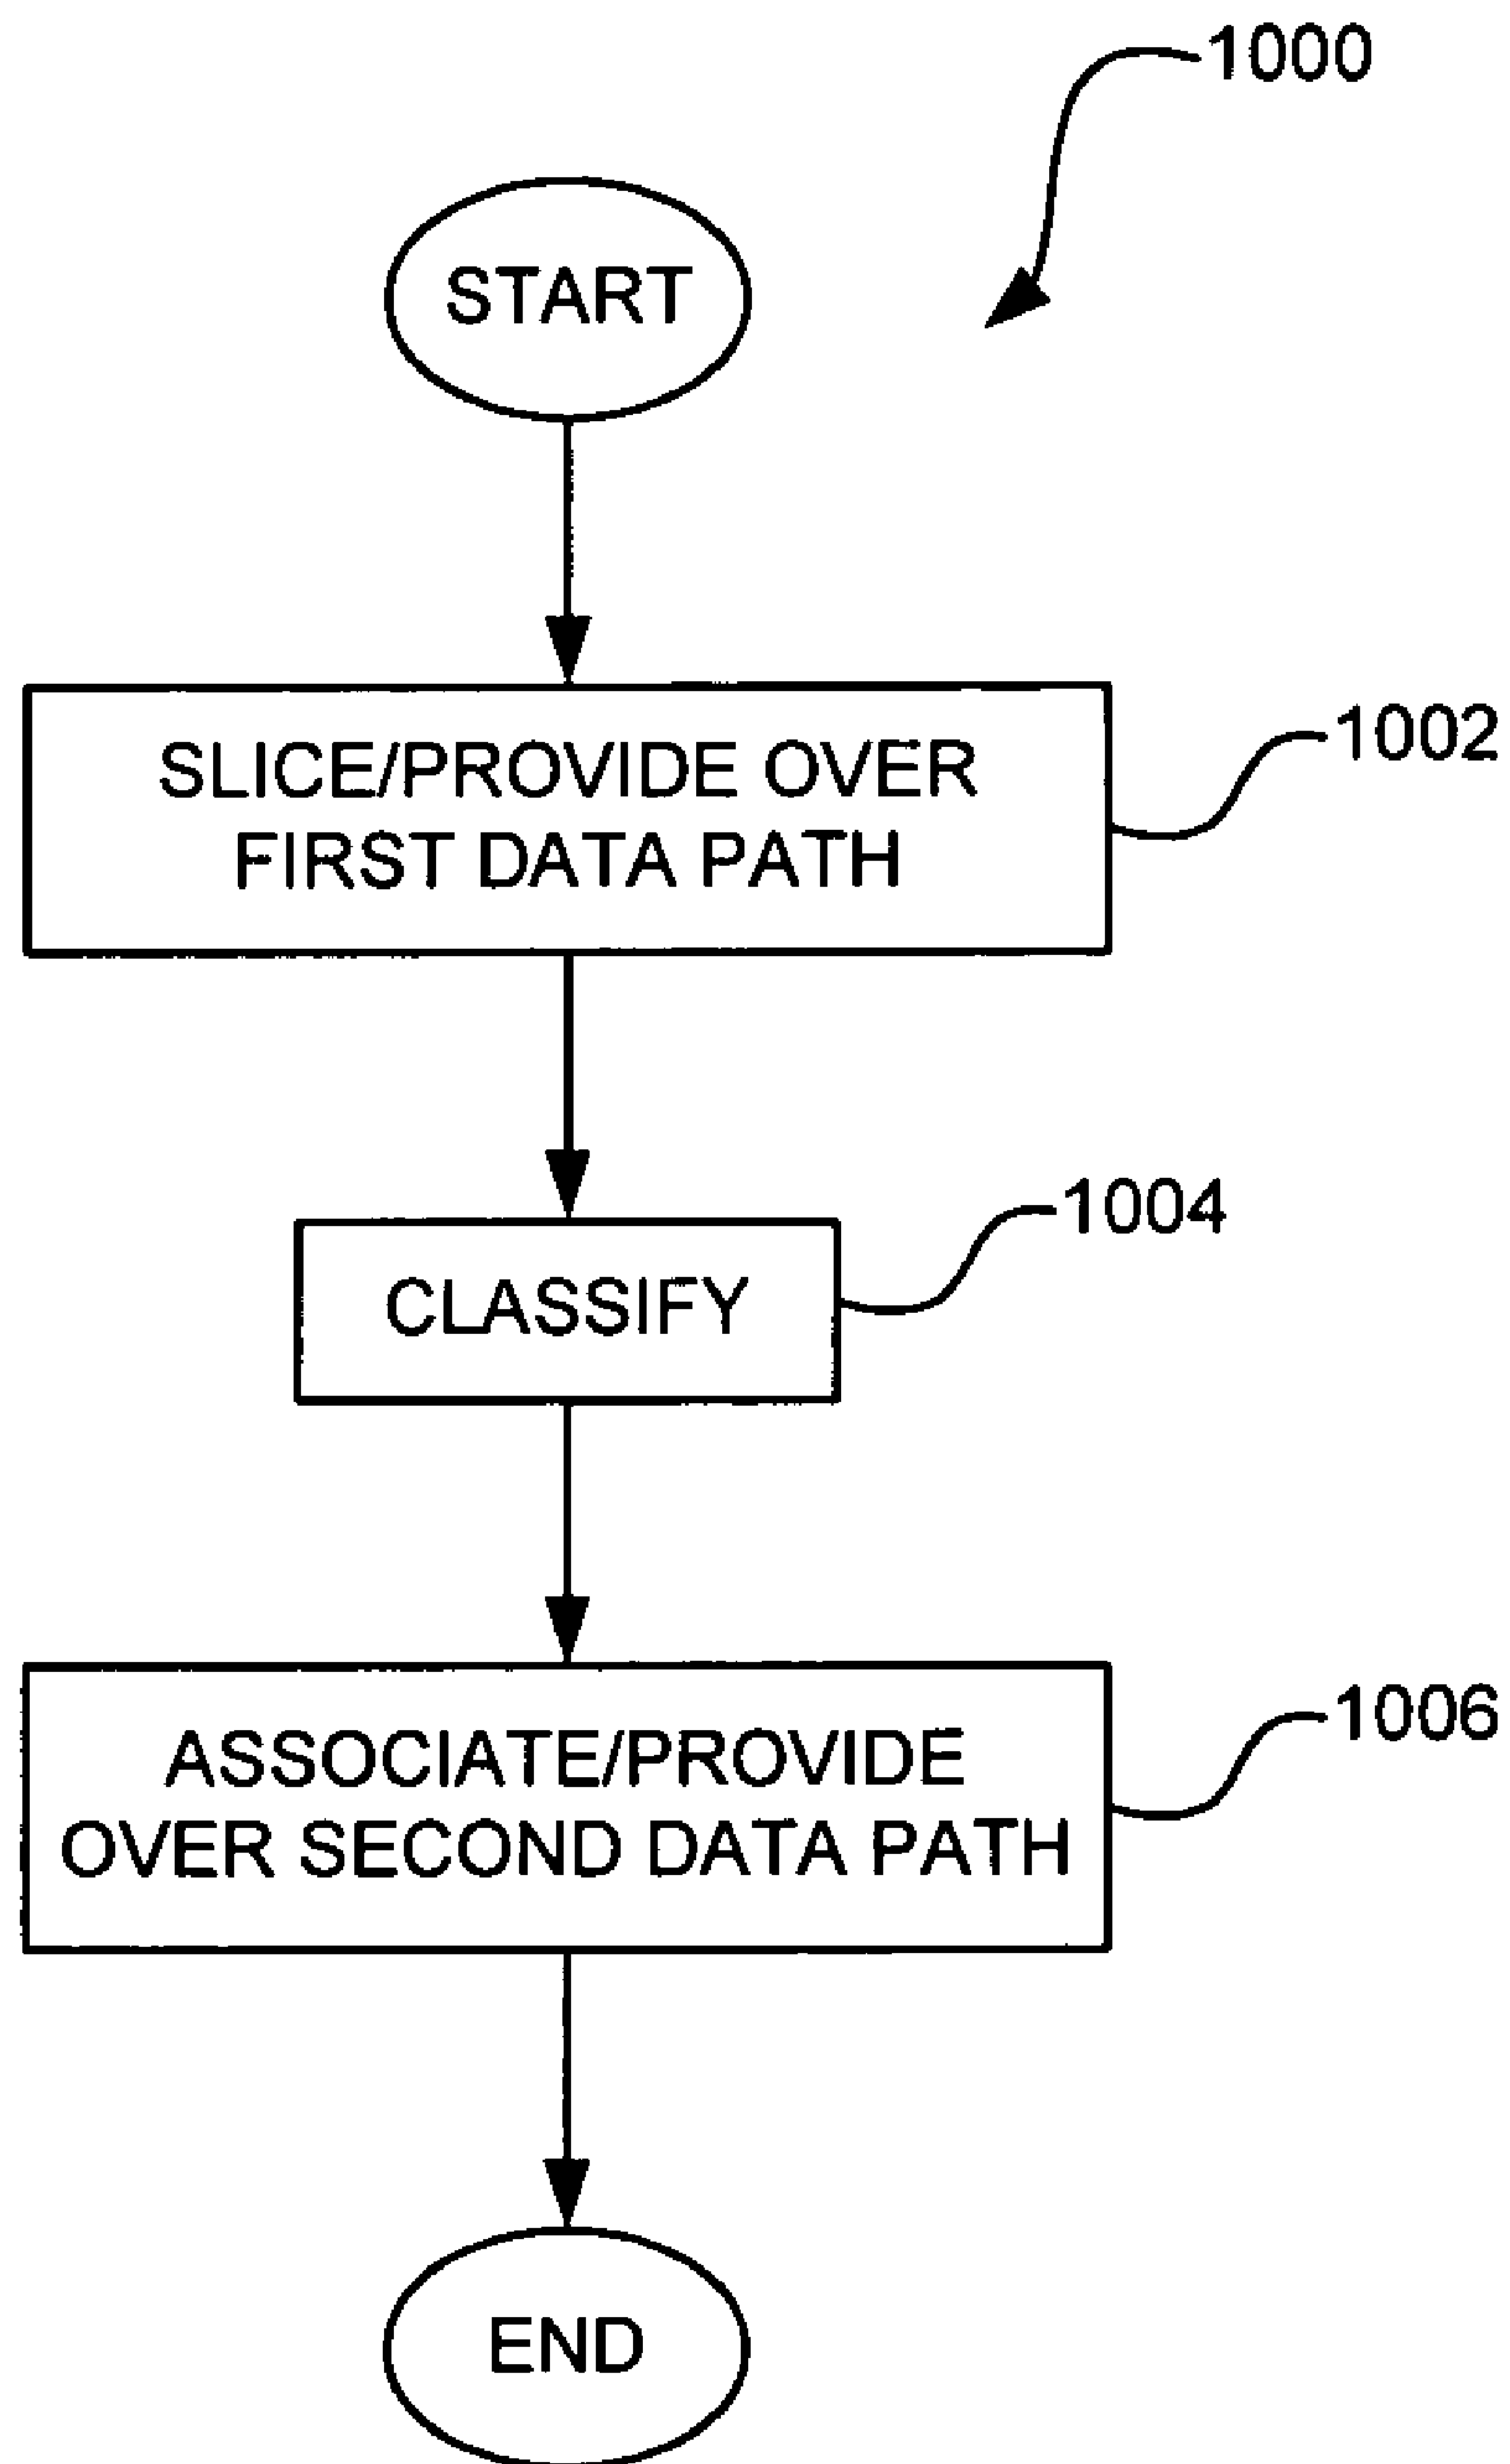 1000
START
SLICE/PROVIDE OVER
FIRST DATA PATH
1002
CLASSIFY
1004
ASSOCIATE/PROVIDE
OVER SECOND DATA PATH
1006
END